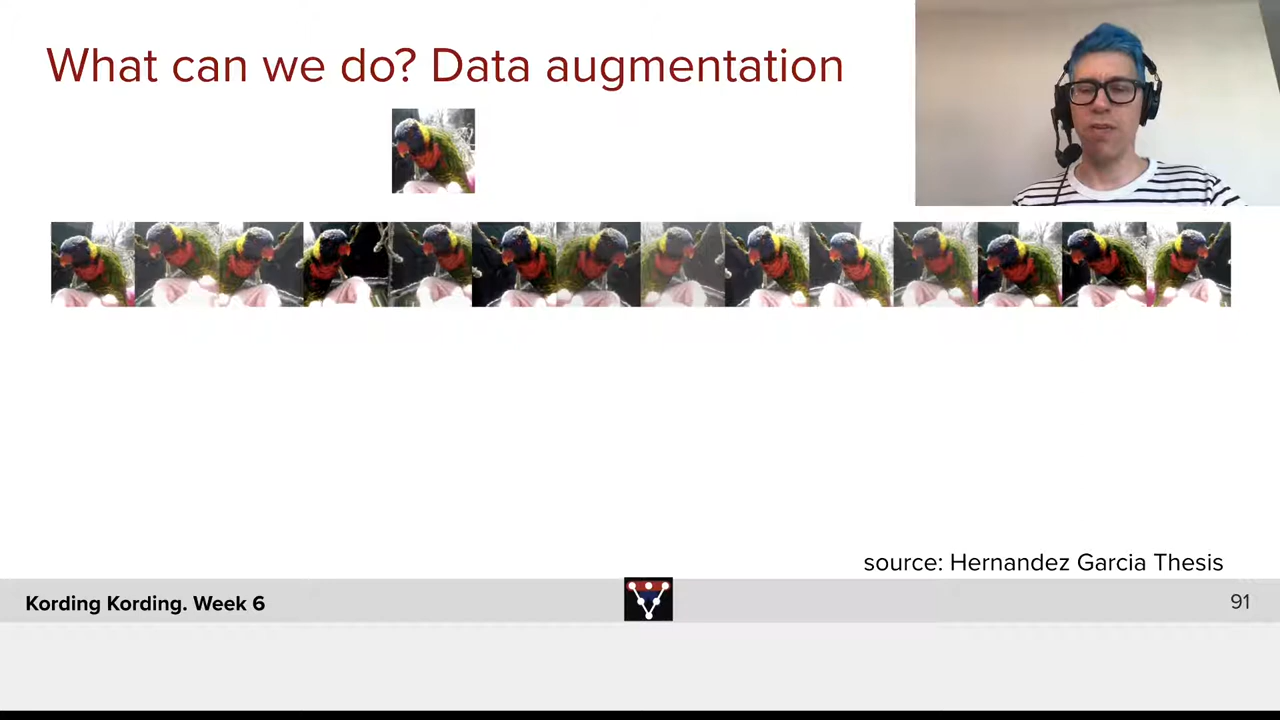 What can we do? Data augmentation
source: Hernandez Garcia Thesis
Kording Kording. Week 6
91